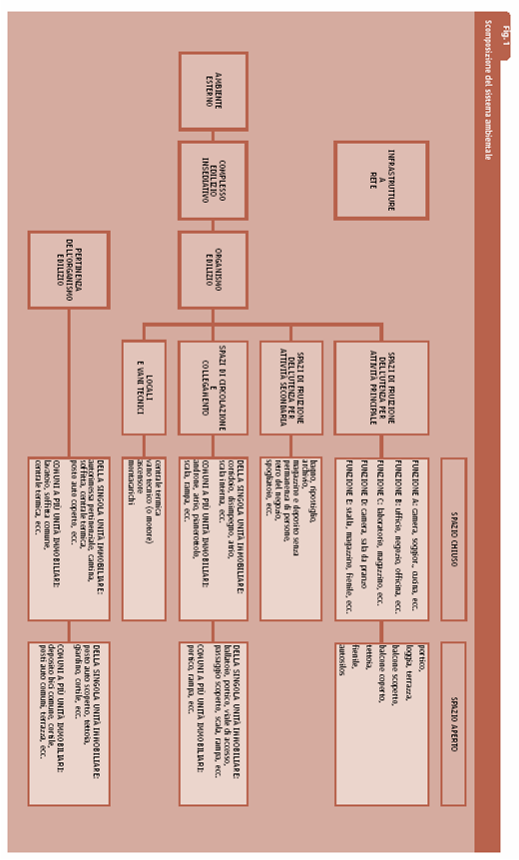 Fig. 1
Scomposizione del sistema ambientale
SPAZIO CHIUSO
SPAZIO APERTO
INFRASTRUTTURE
A
RETE
SPAZI DI FRUIZIONE
DELL'UTENZA PER
ATTIVITÀ PRINCIPALE
FUNZIONE A: camera, soggior., cucina, ecc.
FUNZIONE B: ufficio, negozio, officina, ecc.
FUNZIONE C: laboratorio, magazzino, ecc.
FUNZIONE D: camera, sala da pranzo
FUNZIONE E: stalla, magazzino, fienile, ecc.
portico,
loggia, terrazza,
balcone scoperto,
balcone coperto,
tettoia,
fienile,
SPAZI DI FRUIZIONE
DELL'UTENZA PER
ATTIVITÀ SECONDARIA
bagno, ripostiglio,
archivio,
magazzino e deposito senza
permanenza di persone,
retro del negozio,
spogliatoio, ecc.
AMBIENTE
ESTERNO
COMPLESSO
EDILIZIO
INSEDIATIVO
ORGANISMO
EDILIZIO
SPAZI DI CIRCOLAZIONE
E
COLLEGAMENTO
DELLA SINGOLA UNITÀ IMMOBILIARE:
corridoio, disimpegno, atrio,
scala interna, ecc.
COMUNI A PIÙ UNITÀ IMMOBILIARI:
androne, atrio, pianerottolo,
scala, rampa, ecc.
DELLA SINGOLA UNITÀ IMMOBILIARE:
ballatoio, portico, viale di accesso,
passaggio scoperto, scala, rampa, ecc.
COMUNI A PIÙ UNITÀ IMMOBILIARI:
portico, rampa, ecc.
LOCALI
E VANI TECNICI
centrale termica
vano tecnico (o motore)
ascensore
montacarichi
PERTINENZA
DELL'ORGANISMO
EDILIZIO
DELLA SINGOLA UNITÀ IMMOBILIARE:
autorimessa pertinenziale, cantina,
soffitta, centrale termica,
posto auto coperto, ecc.
COMUNI A PIÙ UNITÀ IMMOBILIARI:
lavatoio, soffitta comune,
centrale termica, ecc.
DELLA SINGOLA UNITÀ IMMOBILIARE:
posto auto scoperto, tettoia,
giardino, cortile, ecc.
COMUNI A PIÙ UNITÀ IMMOBILIARI:
deposito bici comune, cortile,
posti auto comuni, terrazza, ecc.